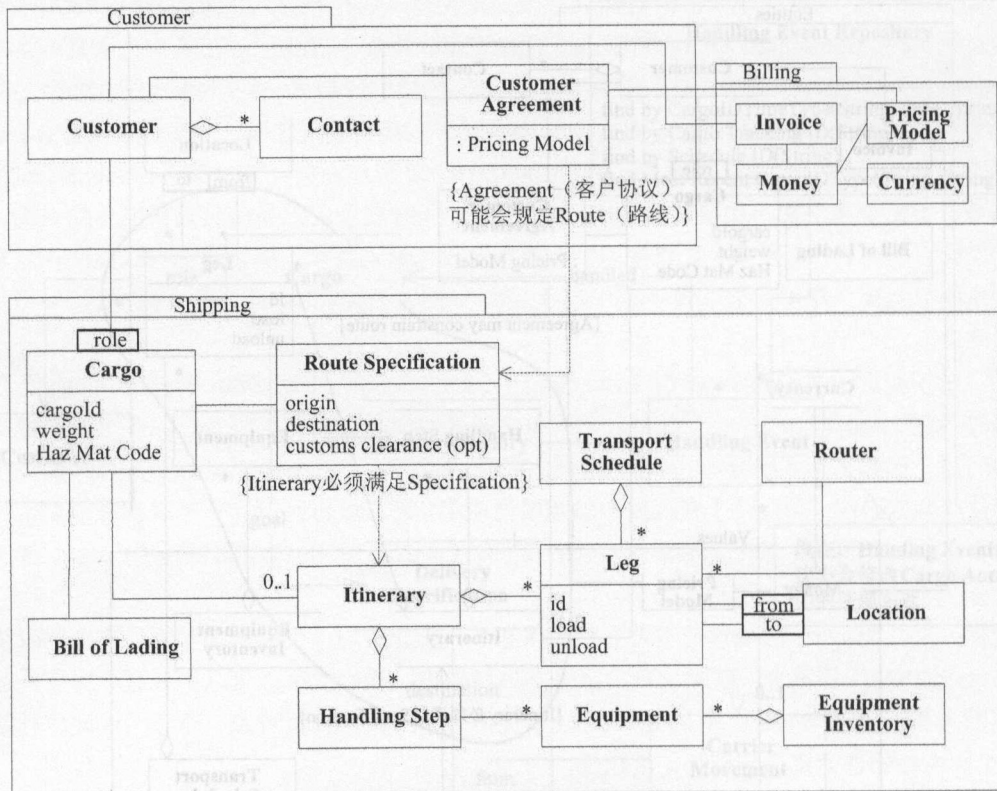 Customer
Customer
*
Contact
Customer
Agreement
: Pricing Model
Billing
Invoice
Pricing
Model
Money
Currency
{Agreement（客户协议）
可能会规定Route（路线）}
Shipping
role
Cargo
cargoId
weight
Haz Mat Code
Route Specification
origin
destination
customs clearance (opt)
{Itinerary必须满足Specification}
Transport
Schedule
Router
*
0..1
Itinerary
*
Leg
id
load
unload
*
from
to
Location
Bill of Lading
*
Handling Step
*
Equipment
*
Equipment
Inventory